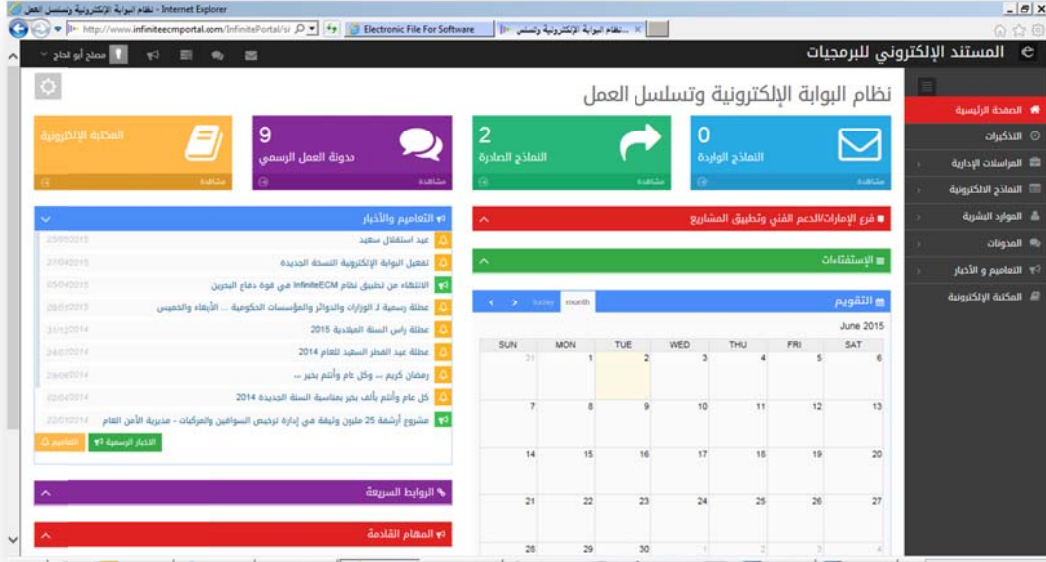 نظام البوابة الإلكترونية وتسلسل العمل - Internet Explorer
http://www.infiniteecmportal.com/InfinitePortal/si
Electronic File For Software
نظام البوابة الإلكترونية وتسلس...
المستند الإلكتروني للبرمجيات
مصلح أبو الحاج
الصفحة الرئيسية
التذكيرات
المراسلات الإدارية
النماذج الالكترونية
الموارد البشرية
المدونات
التعاميم و الأخبار
المكتبة الإلكترونية
نظام البوابة الإلكترونية وتسلسل العمل
0
النماذج الواردة
مشاهدة
2
النماذج الصادرة
مشاهدة
9
مدونة العمل الرسمي
مشاهدة
المكتبة الإلكترونية
مشاهدة
فرع الإمارات/الدعم الفني وتطبيق المشاريع
الإستفتاءات
التقويم
month today
June 2015
SUN MON TUE WED THU FRI SAT
31 1 2 3 4 5 6
7 8 9 10 11 12 13
14 15 16 17 18 19 20
21 22 23 24 25 26 27
28 29 30 1 2 3 4
التعاميم والأخبار
عيد استقلال سعيد
تفعيل البوابة الإلكترونية النسخة الجديدة
الانتهاء من تطبيق نظام InfiniteECM في قوة دفاع البحرين
عطلة رسمية لـ الوزارات والدوائر والمؤسسات الحكومية ... الأربعاء والخميس
عطلة راس السنة الميلادية 2015
عطلة عيد الفطر السعيد للعام 2014
رمضان كريم ... وكل عام وأنتم بخير ...
كل عام وأنتم بألف بخير بمناسبة السنة الجديدة 2014
مشروع أرشفة 25 مليون وثيقة في إدارة ترخيص السواقين والمركبات - مديرية الأمن العام
الاخبار الرسمية
التعاميم
الروابط السريعة
المهام القادمة